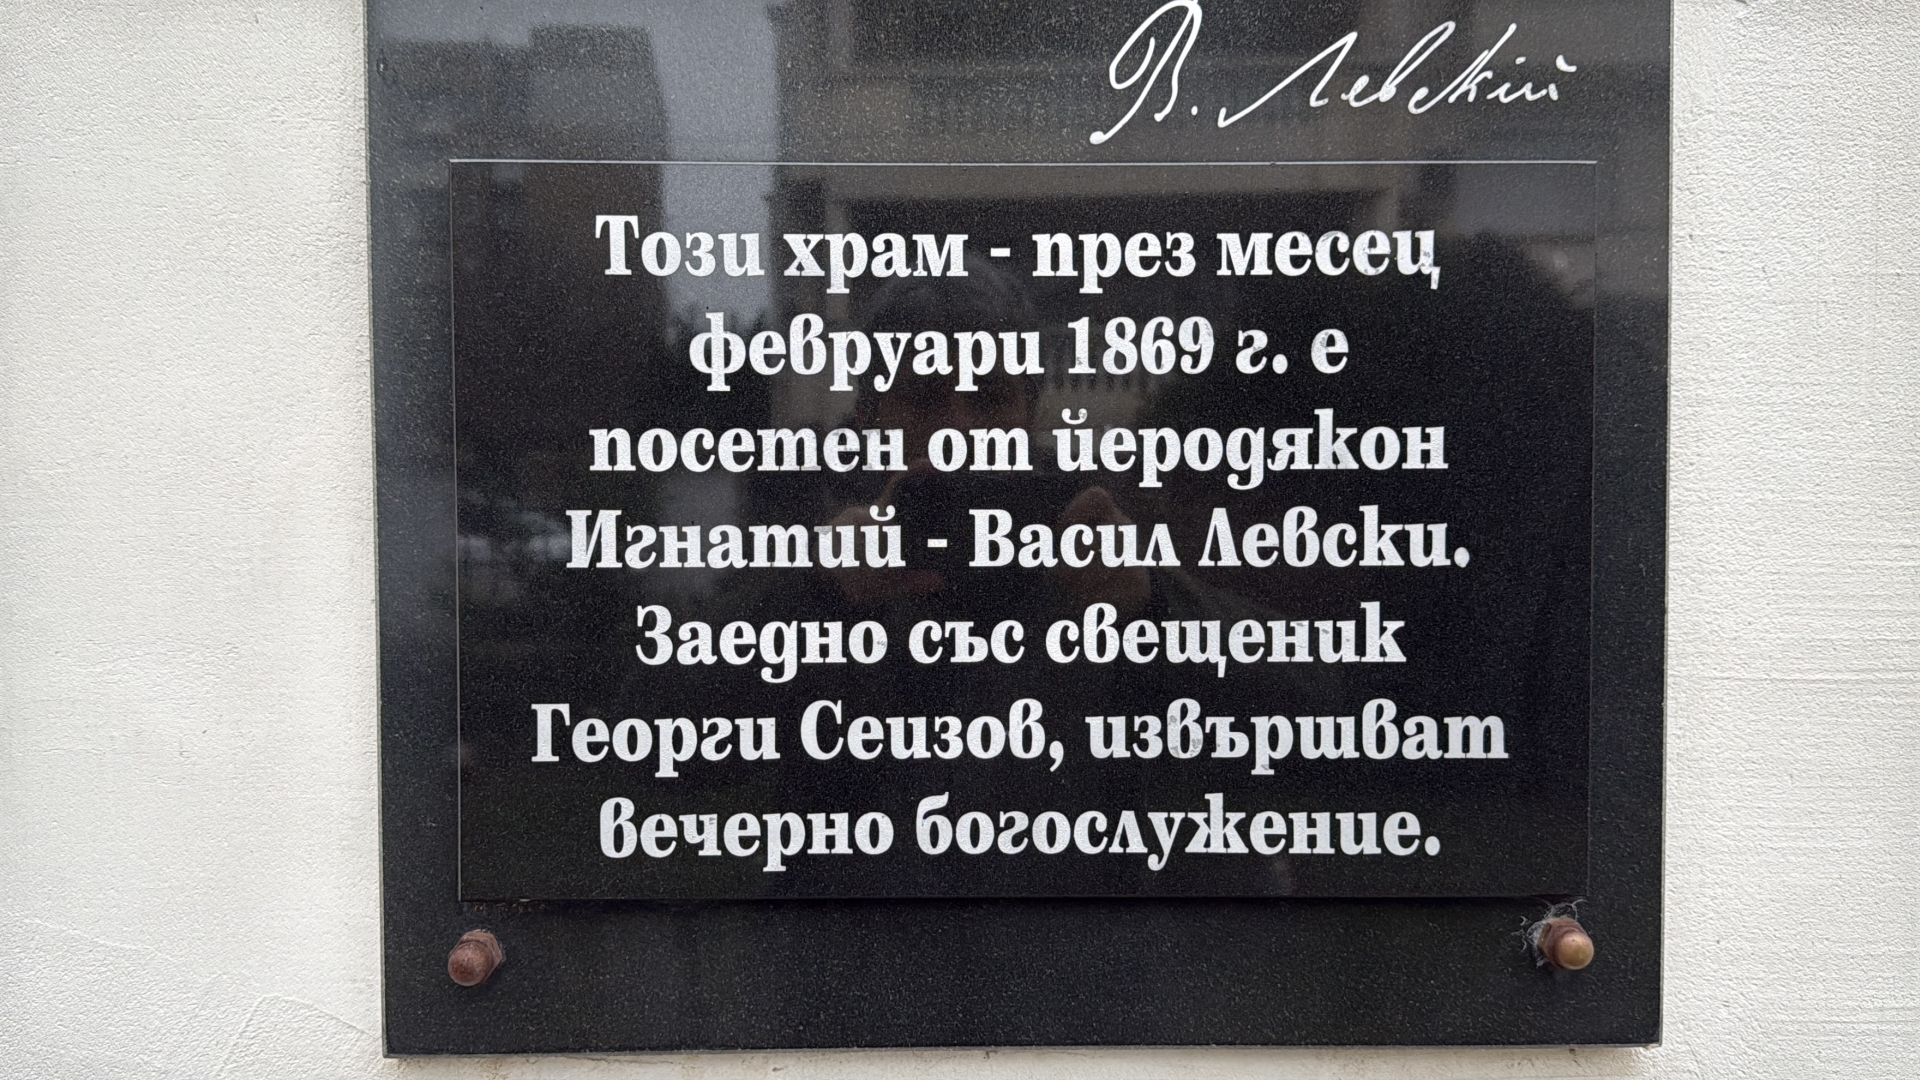 В. Левскій
Този храм - през месец
февруари 1869 г. е
посетен от йеродякон
Игнатий - Васил Левски.
Заедно със свещеник
Георги Сеизов, извършват
вечерно богослужение.